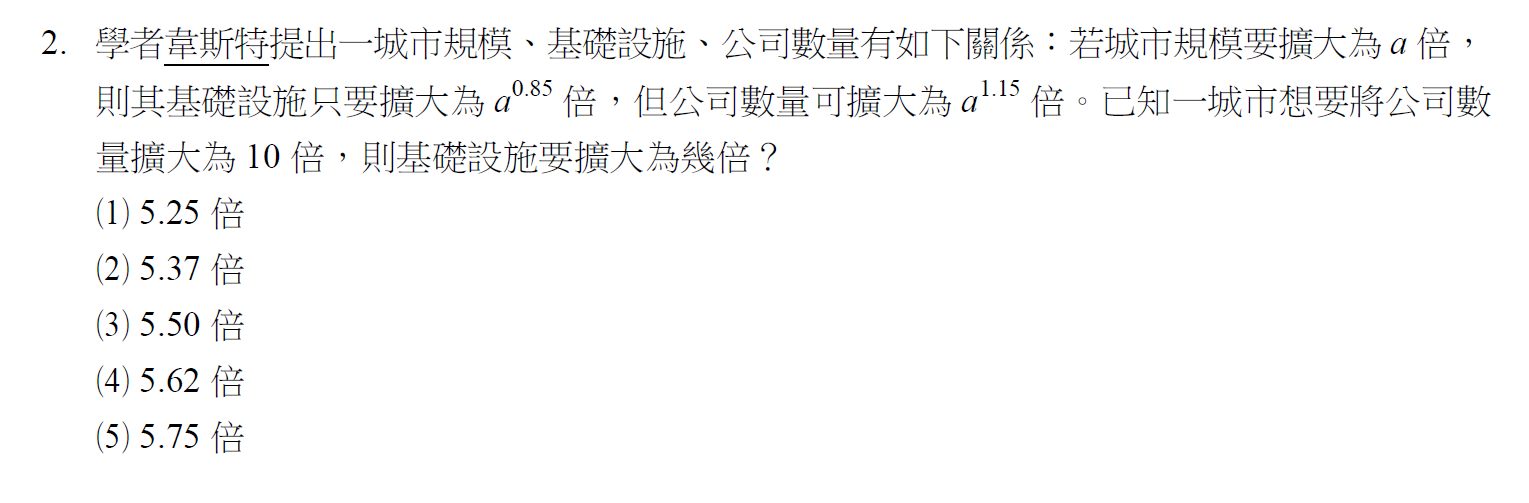 2. 學者韋斯特提出一城市規模、基礎設施、公司數量有如下關係：若城市規模要擴大為 a 倍，
則其基礎設施只要擴大為 a^0.85 倍，但公司數量可擴大為 a^1.15 倍。已知一城市想要將公司數
量擴大為 10 倍，則基礎設施要擴大為幾倍？
(1) 5.25 倍
(2) 5.37 倍
(3) 5.50 倍
(4) 5.62 倍
(5) 5.75 倍